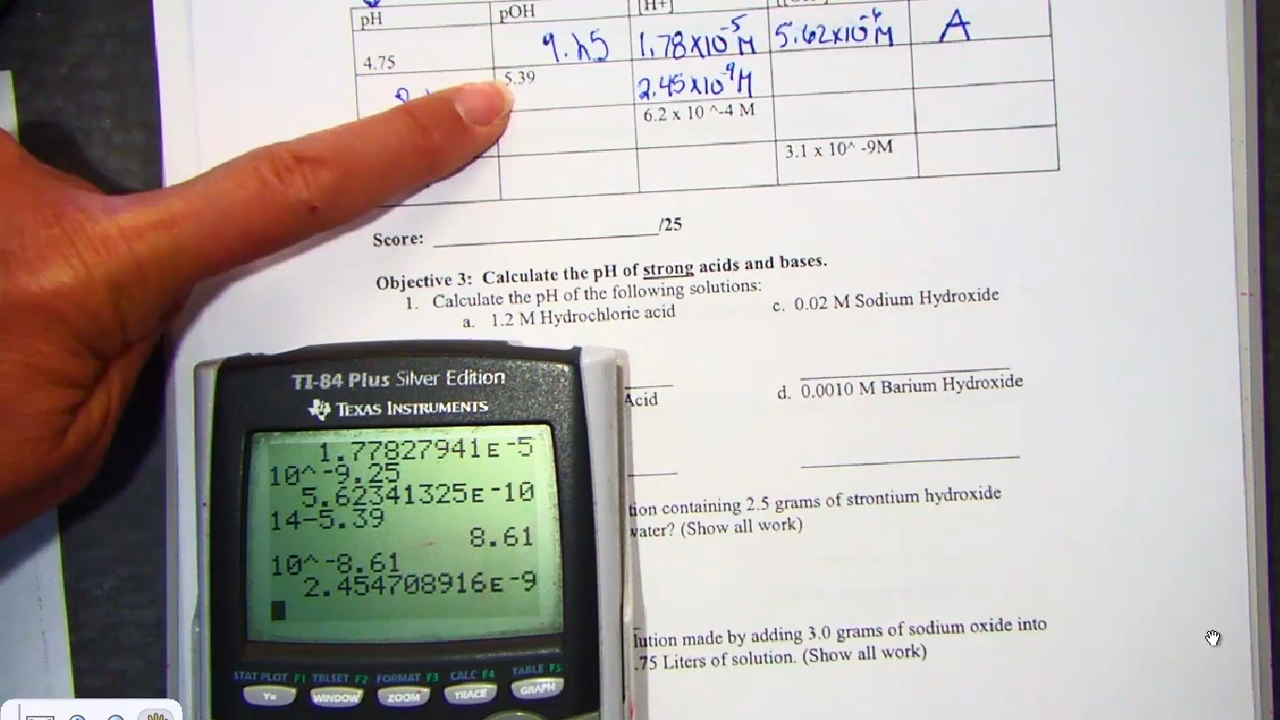 pH pOH [H+]
4.75 9.25 1.78x10^-5 M 5.62x10^-6 M A
5.39 2.45x10^-9 M
6.2 x 10 ^-4 M
3.1 x 10^ -9M
Score: /25
Objective 3: Calculate the pH of strong acids and bases.
1. Calculate the pH of the following solutions:
a. 1.2 M Hydrochloric acid
c. 0.02 M Sodium Hydroxide
Acid
d. 0.0010 M Barium Hydroxide
tion containing 2.5 grams of strontium hydroxide
water? (Show all work)
lution made by adding 3.0 grams of sodium oxide into
.75 Liters of solution. (Show all work)
TI-84 Plus Silver Edition
TEXAS INSTRUMENTS
1.77827941E-5
10^-9.25
5.62341325E-10
14-5.39
8.61
10^-8.61
2.454708916E-9
STAT PLOT F1 TBLSET F2 FORMAT F3 CALC F4 TABLE F5
Y= WINDOW ZOOM TRACE GRAPH